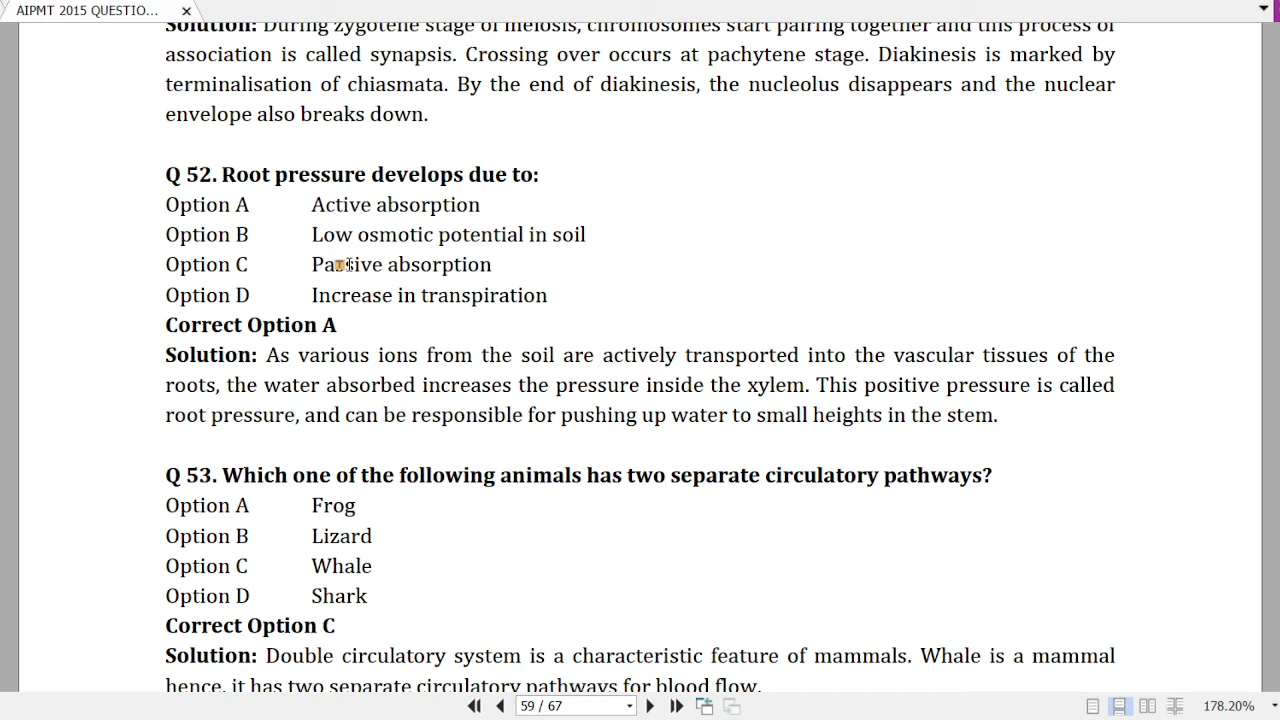 AIPMT 2015 QUESTIO...
Solution: During zygotene stage of meiosis, chromosomes start pairing together and this process of
association is called synapsis. Crossing over occurs at pachytene stage. Diakinesis is marked by
terminalisation of chiasmata. By the end of diakinesis, the nucleolus disappears and the nuclear
envelope also breaks down.
Q 52. Root pressure develops due to:
Option A Active absorption
Option B Low osmotic potential in soil
Option C Passive absorption
Option D Increase in transpiration
Correct Option A
Solution: As various ions from the soil are actively transported into the vascular tissues of the
roots, the water absorbed increases the pressure inside the xylem. This positive pressure is called
root pressure, and can be responsible for pushing up water to small heights in the stem.
Q 53. Which one of the following animals has two separate circulatory pathways?
Option A Frog
Option B Lizard
Option C Whale
Option D Shark
Correct Option C
Solution: Double circulatory system is a characteristic feature of mammals. Whale is a mammal
hence, it has two separate circulatory pathways for blood flow.
59 / 67
178.20%